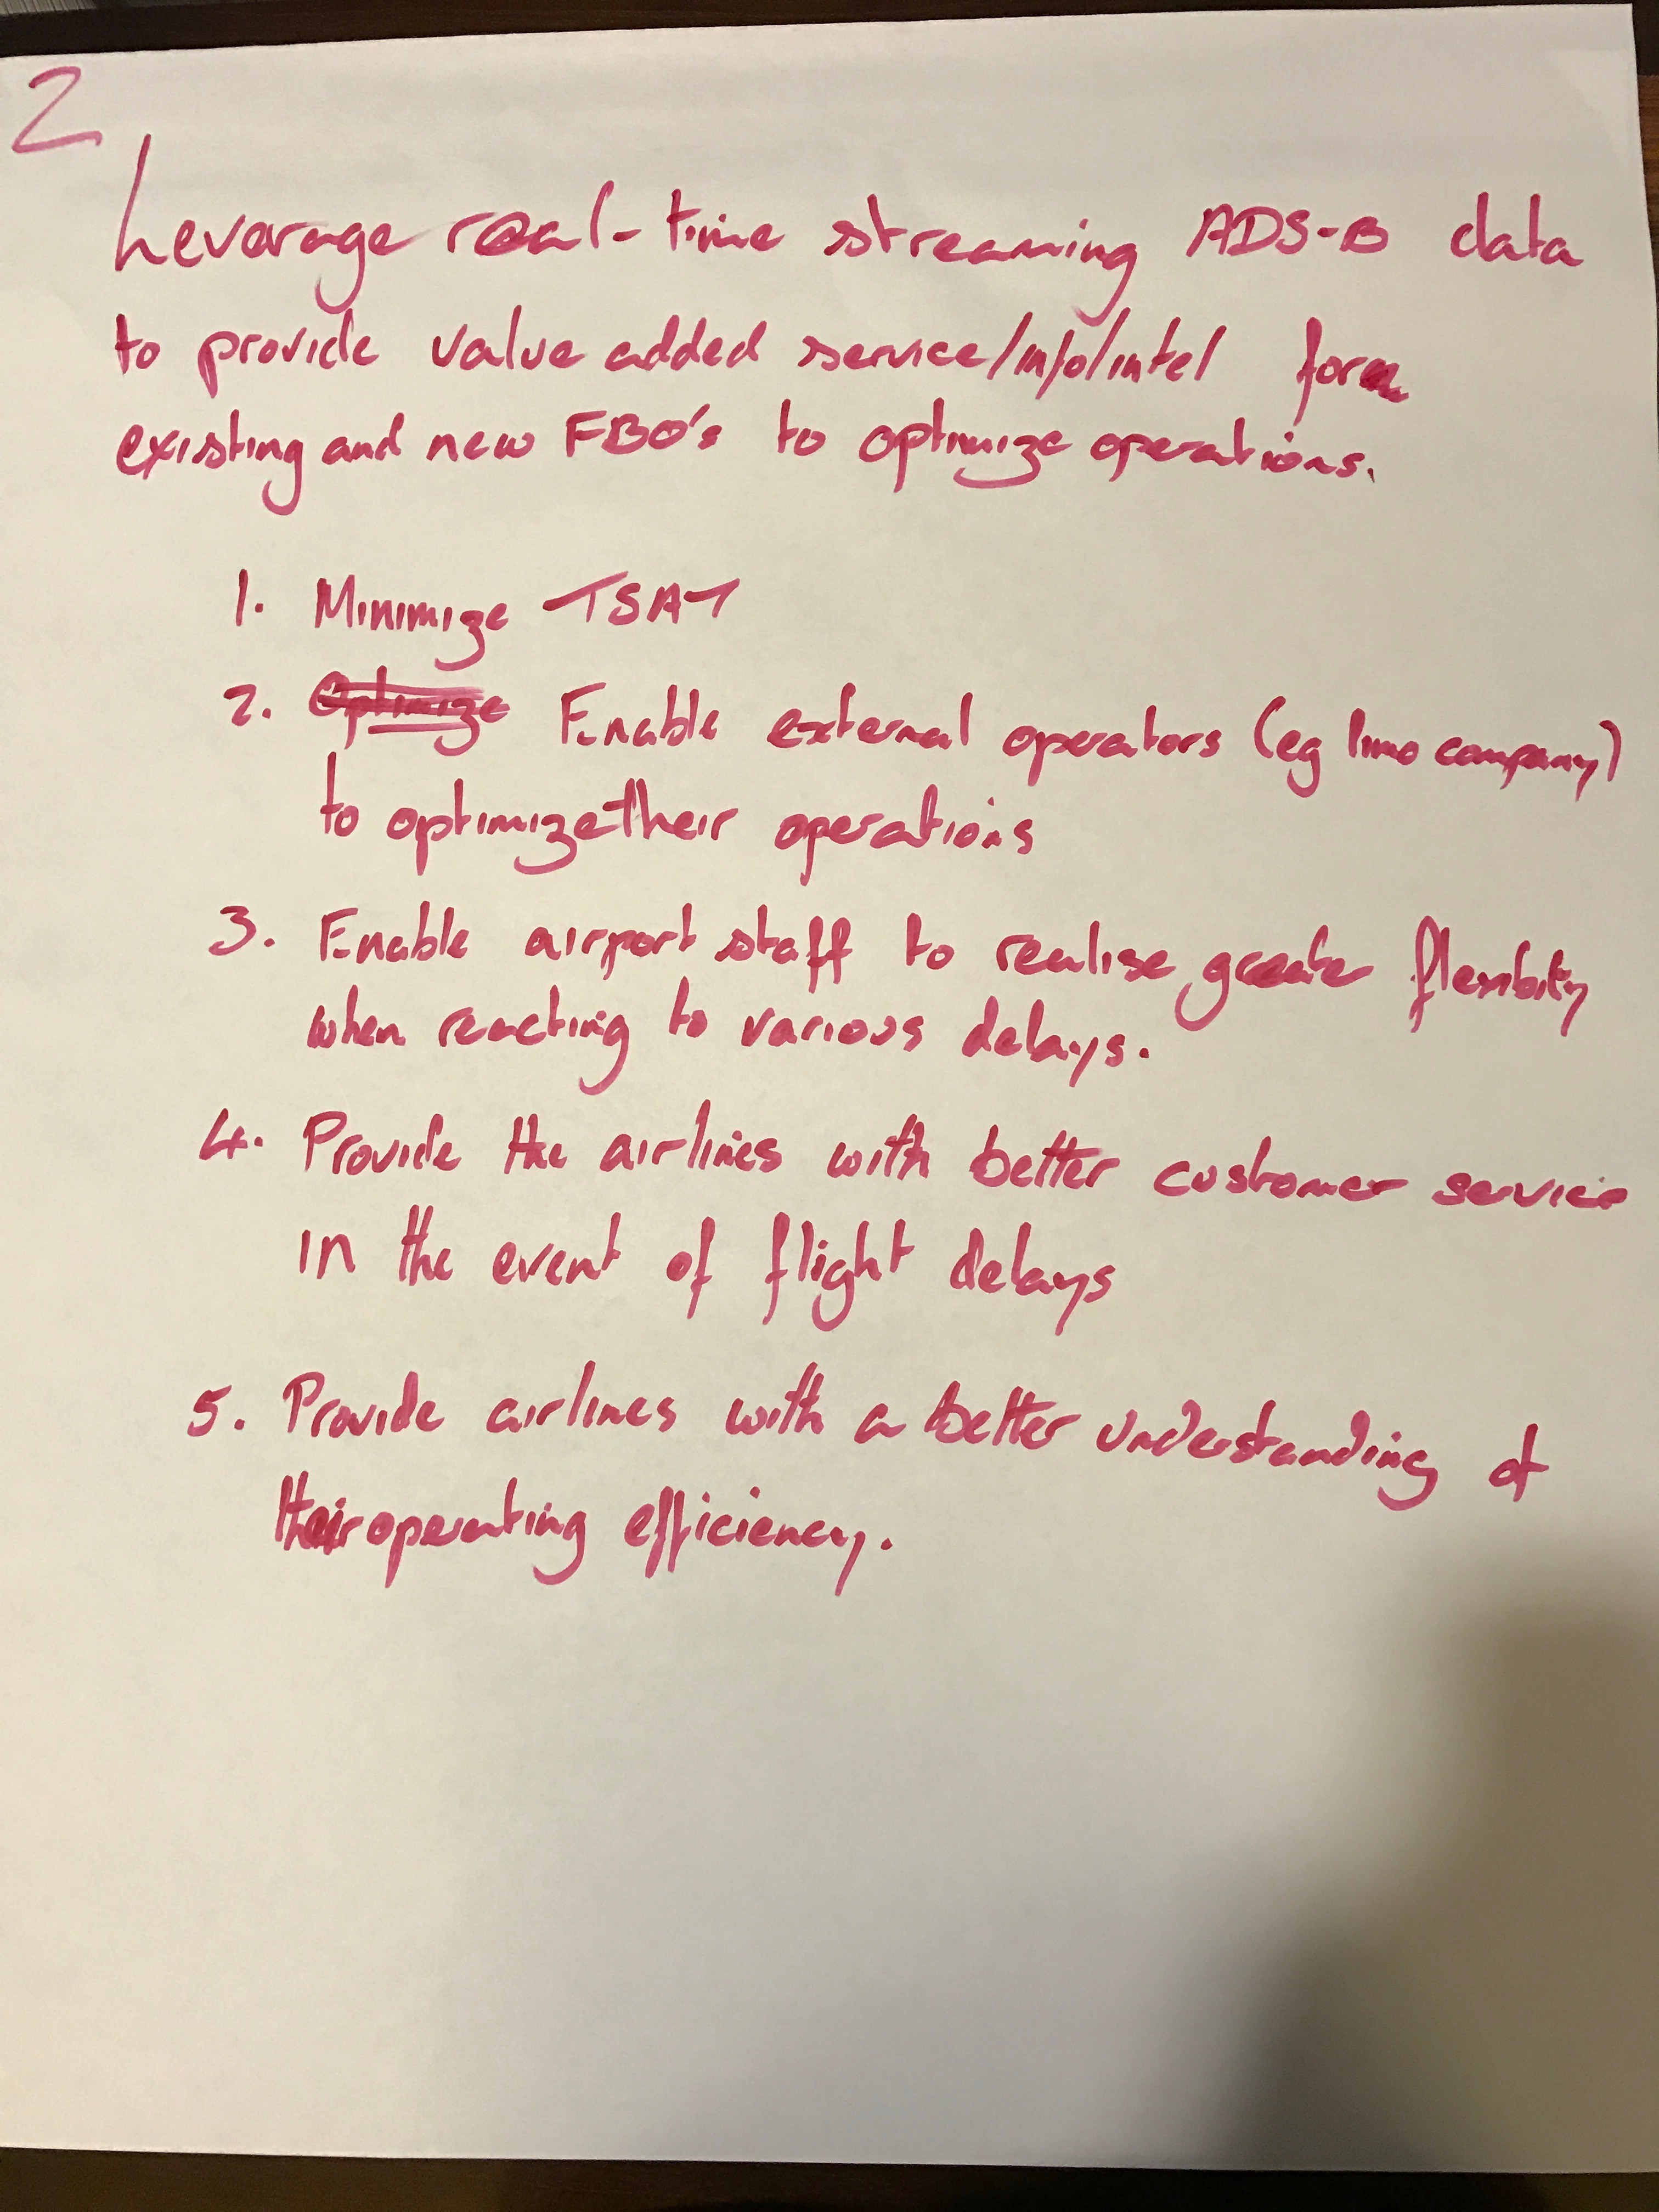 2
Leverage real-time streaming ADS-B data
to provide value added service/info/intel for
existing and new FBO's to optimize operations.
1. Minimize TSAT
2. Optimize Enable external operators (eg limo company)
to optimize their operations
3. Enable airport staff to realise greater flexibility
when reacting to various delays.
4. Provide the airlines with better customer service
in the event of flight delays
5. Provide airlines with a better understanding of
their operating efficiency.